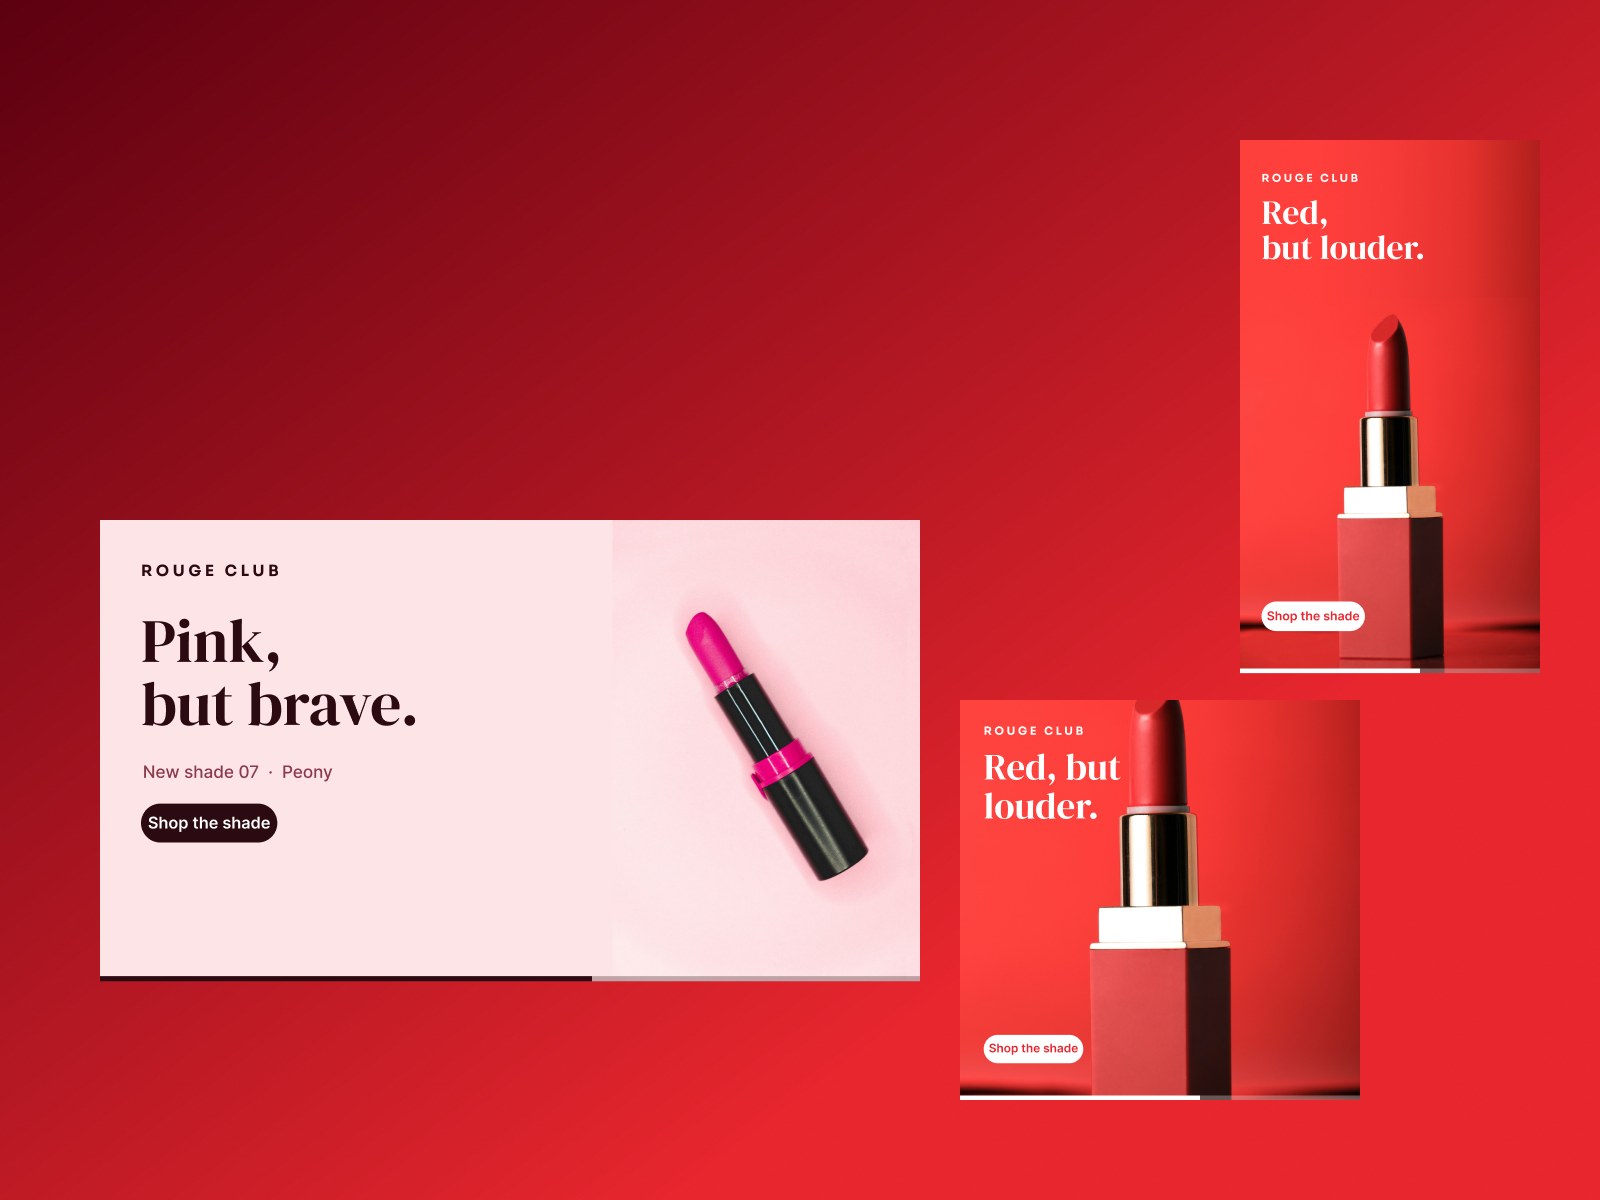 ROUGE CLUB
Red,
but louder.
Shop the shade
ROUGE CLUB
Pink,
but brave.
New shade 07 · Peony
Shop the shade
ROUGE CLUB
Red, but
louder.
Shop the shade